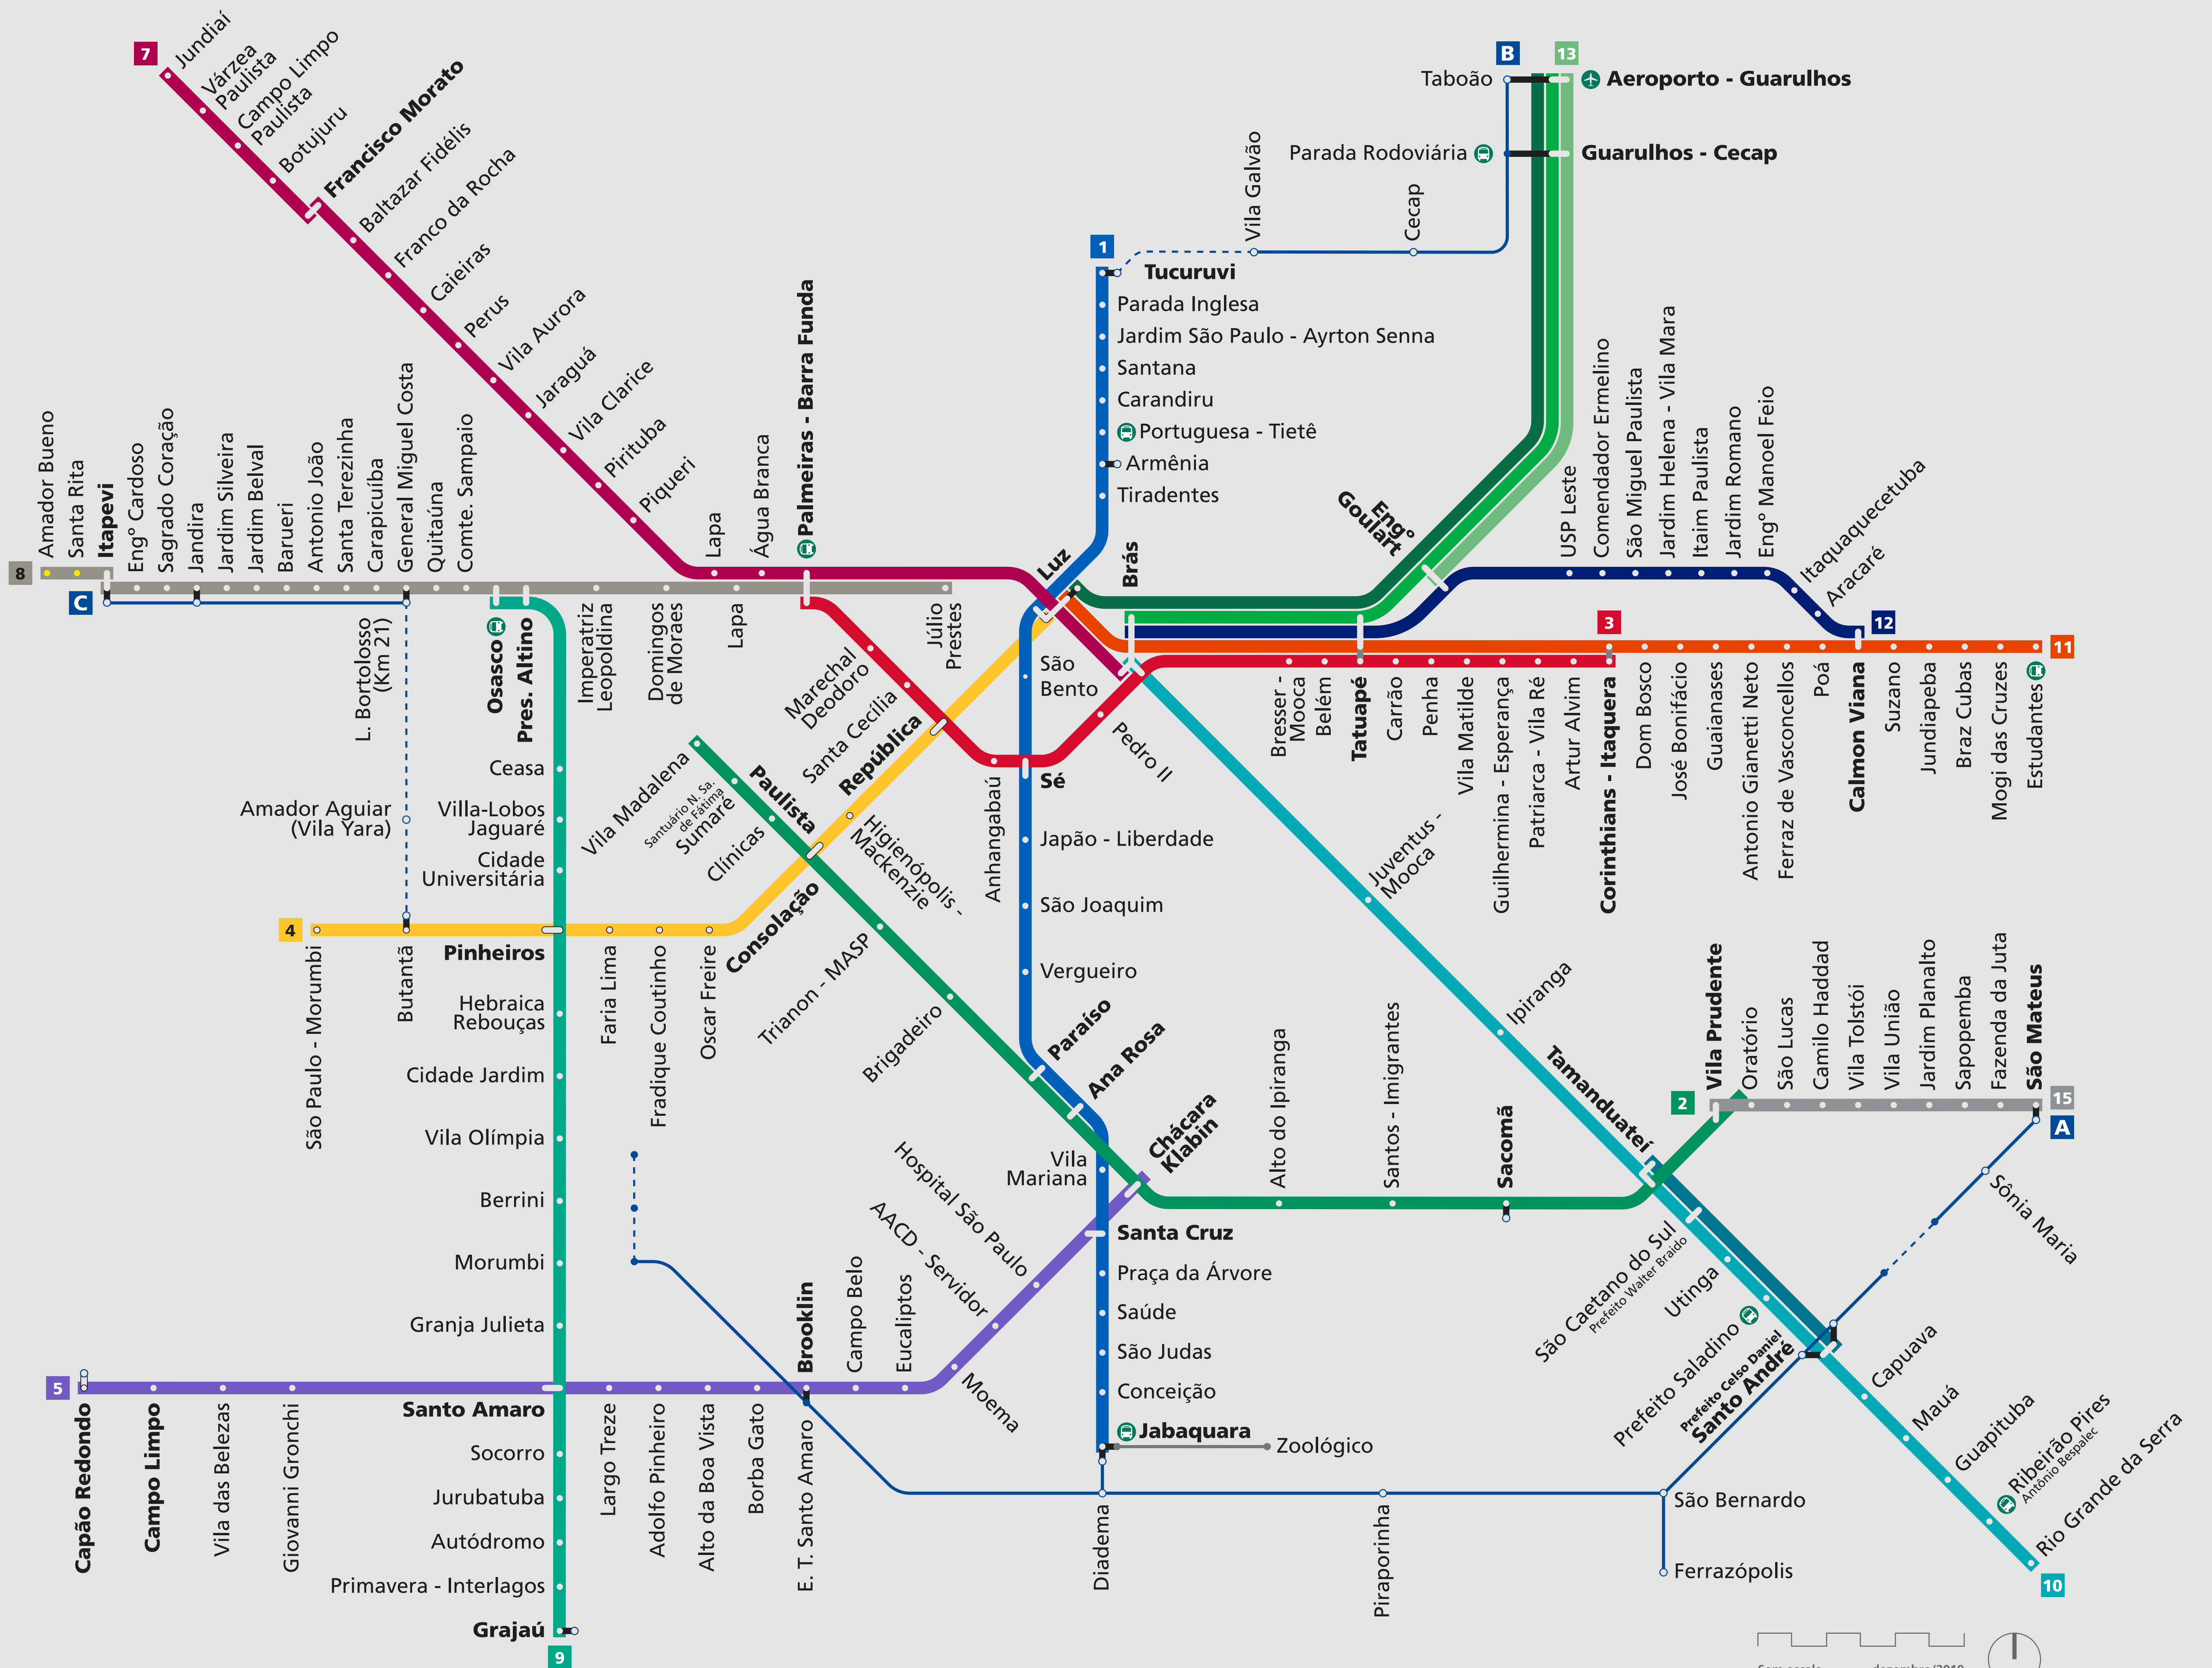 7
Jundiaí
Várzea
Paulista
Campo Limpo
Paulista
Botujuru
Francisco Morato
Baltazar Fidélis
Franco da Rocha
Caieiras
Perus
Vila Aurora
Jaraguá
Vila Clarice
Pirituba
Piqueri
Lapa
Água Branca
Palmeiras - Barra Funda
Luz
Brás
B
13
Taboão
Aeroporto - Guarulhos
Parada Rodoviária
Guarulhos - Cecap
Vila Galvão
Cecap
1
Tucuruvi
Parada Inglesa
Jardim São Paulo - Ayrton Senna
Santana
Carandiru
Portuguesa - Tietê
Armênia
Tiradentes
Engº
Goulart
USP Leste
Comendador Ermelino
São Miguel Paulista
Jardim Helena - Vila Mara
Itaim Paulista
Jardim Romano
Engº Manoel Feio
Itaquaquecetuba
Aracaré
12
8
Amador Bueno
Santa Rita
Itapevi
Engº Cardoso
Sagrado Coração
Jandira
Jardim Silveira
Jardim Belval
Barueri
Antonio João
Santa Terezinha
Carapicuíba
General Miguel Costa
Quitaúna
Comte. Sampaio
C
L. Bortolosso
(Km 21)
Osasco
Pres. Altino
Imperatriz
Leopoldina
Domingos
de Moraes
Lapa
Júlio
Prestes
Marechal
Deodoro
Santa Cecília
República
Anhangabaú
São
Bento
Sé
Pedro II
3
Bresser -
Mooca
Belém
Tatuapé
Carrão
Penha
Vila Matilde
Guilhermina - Esperança
Patriarca - Vila Ré
Artur Alvim
Corinthians - Itaquera
Dom Bosco
José Bonifácio
Guaianases
Antonio Gianetti Neto
Ferraz de Vasconcellos
Poá
Calmon Viana
Suzano
Jundiapeba
Braz Cubas
Mogi das Cruzes
Estudantes
11
Ceasa
Amador Aguiar
(Vila Yara)
Villa-Lobos
Jaguaré
Cidade
Universitária
Vila Madalena
Santuário N. Sa.
de Fátima
Sumaré
Clínicas
Paulista
Consolação
Higienópolis -
Mackenzie
Trianon - MASP
Brigadeiro
Japão - Liberdade
São Joaquim
Vergueiro
Paraíso
Ana Rosa
Chácara
Klabin
Juventus -
Mooca
Ipiranga
Tamanduateí
4
São Paulo - Morumbi
Butantã
Pinheiros
Faria Lima
Fradique Coutinho
Oscar Freire
Hebraica
Rebouças
Cidade Jardim
Vila Olímpia
Berrini
Morumbi
Granja Julieta
2
Vila Prudente
Oratório
São Lucas
Camilo Haddad
Vila Tolstói
Vila União
Jardim Planalto
Sapopemba
Fazenda da Juta
São Mateus
15
A
Sônia Maria
Alto do Ipiranga
Santos - Imigrantes
Sacomã
Vila
Mariana
Santa Cruz
Praça da Árvore
Saúde
São Judas
Conceição
Jabaquara
Zoológico
Hospital São Paulo
AACD - Servidor
Moema
Eucaliptos
Campo Belo
Brooklin
5
Capão Redondo
Campo Limpo
Vila das Belezas
Giovanni Gronchi
Santo Amaro
Largo Treze
Adolfo Pinheiro
Alto da Boa Vista
Borba Gato
E. T. Santo Amaro
Socorro
Jurubatuba
Autódromo
Primavera - Interlagos
Grajaú
9
Diadema
Piraporinha
São Bernardo
Ferrazópolis
São Caetano do Sul
Prefeito Walter Braido
Utinga
Prefeito Saladino
Prefeito Celso Daniel
Santo André
Capuava
Mauá
Guapituba
Ribeirão Pires
Antônio Bespalec
Rio Grande da Serra
10
Sem escala
dezembro/2019